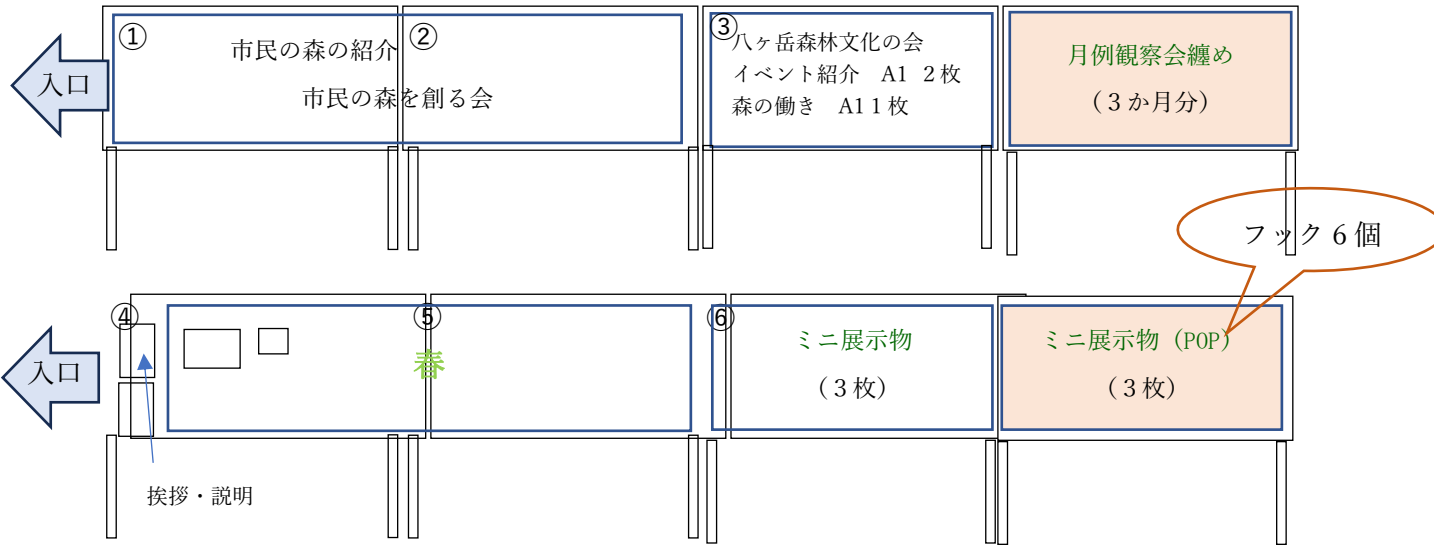 入口
①
市民の森の紹介
市民の森を創る会
②
③
八ヶ岳森林文化の会
イベント紹介　A1 2枚
森の働き　A1 1枚
月例観察会纏め
（３か月分）
フック６個
入口
④
挨拶・説明
⑤
春
⑥
ミニ展示物
（３枚）
ミニ展示物（POP）
（３枚）